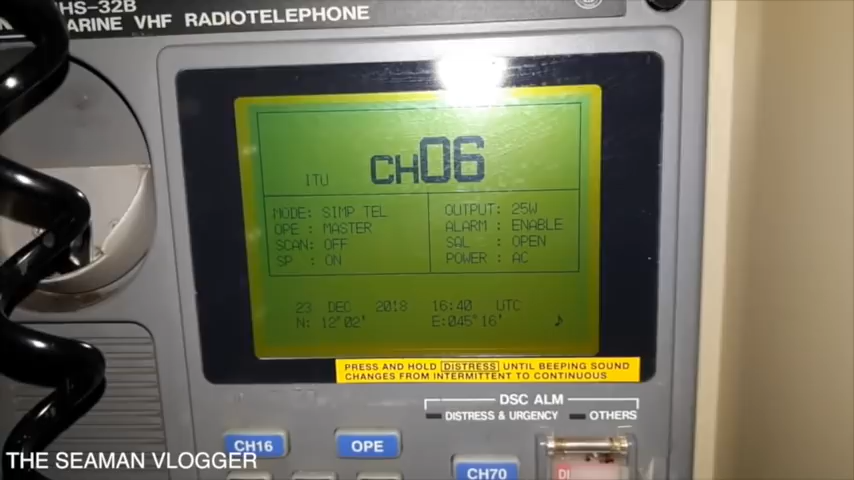 HS-32B
MARINE VHF RADIOTELEPHONE
ITU CH06
MODE: SIMP TEL
OPE : MASTER
SCAN: OFF
SP : ON
OUTPUT: 25W
ALARM : ENABLE
SAL : OPEN
POWER : AC
23 DEC 2018 16:40 UTC
N: 12°02' E:045°16' ♪
PRESS AND HOLD DISTRESS UNTIL BEEPING SOUND
CHANGES FROM INTERMITTENT TO CONTINUOUS
DSC ALM
DISTRESS & URGENCY OTHERS
CH16 OPE
CH70
DI
THE SEAMAN VLOGGER